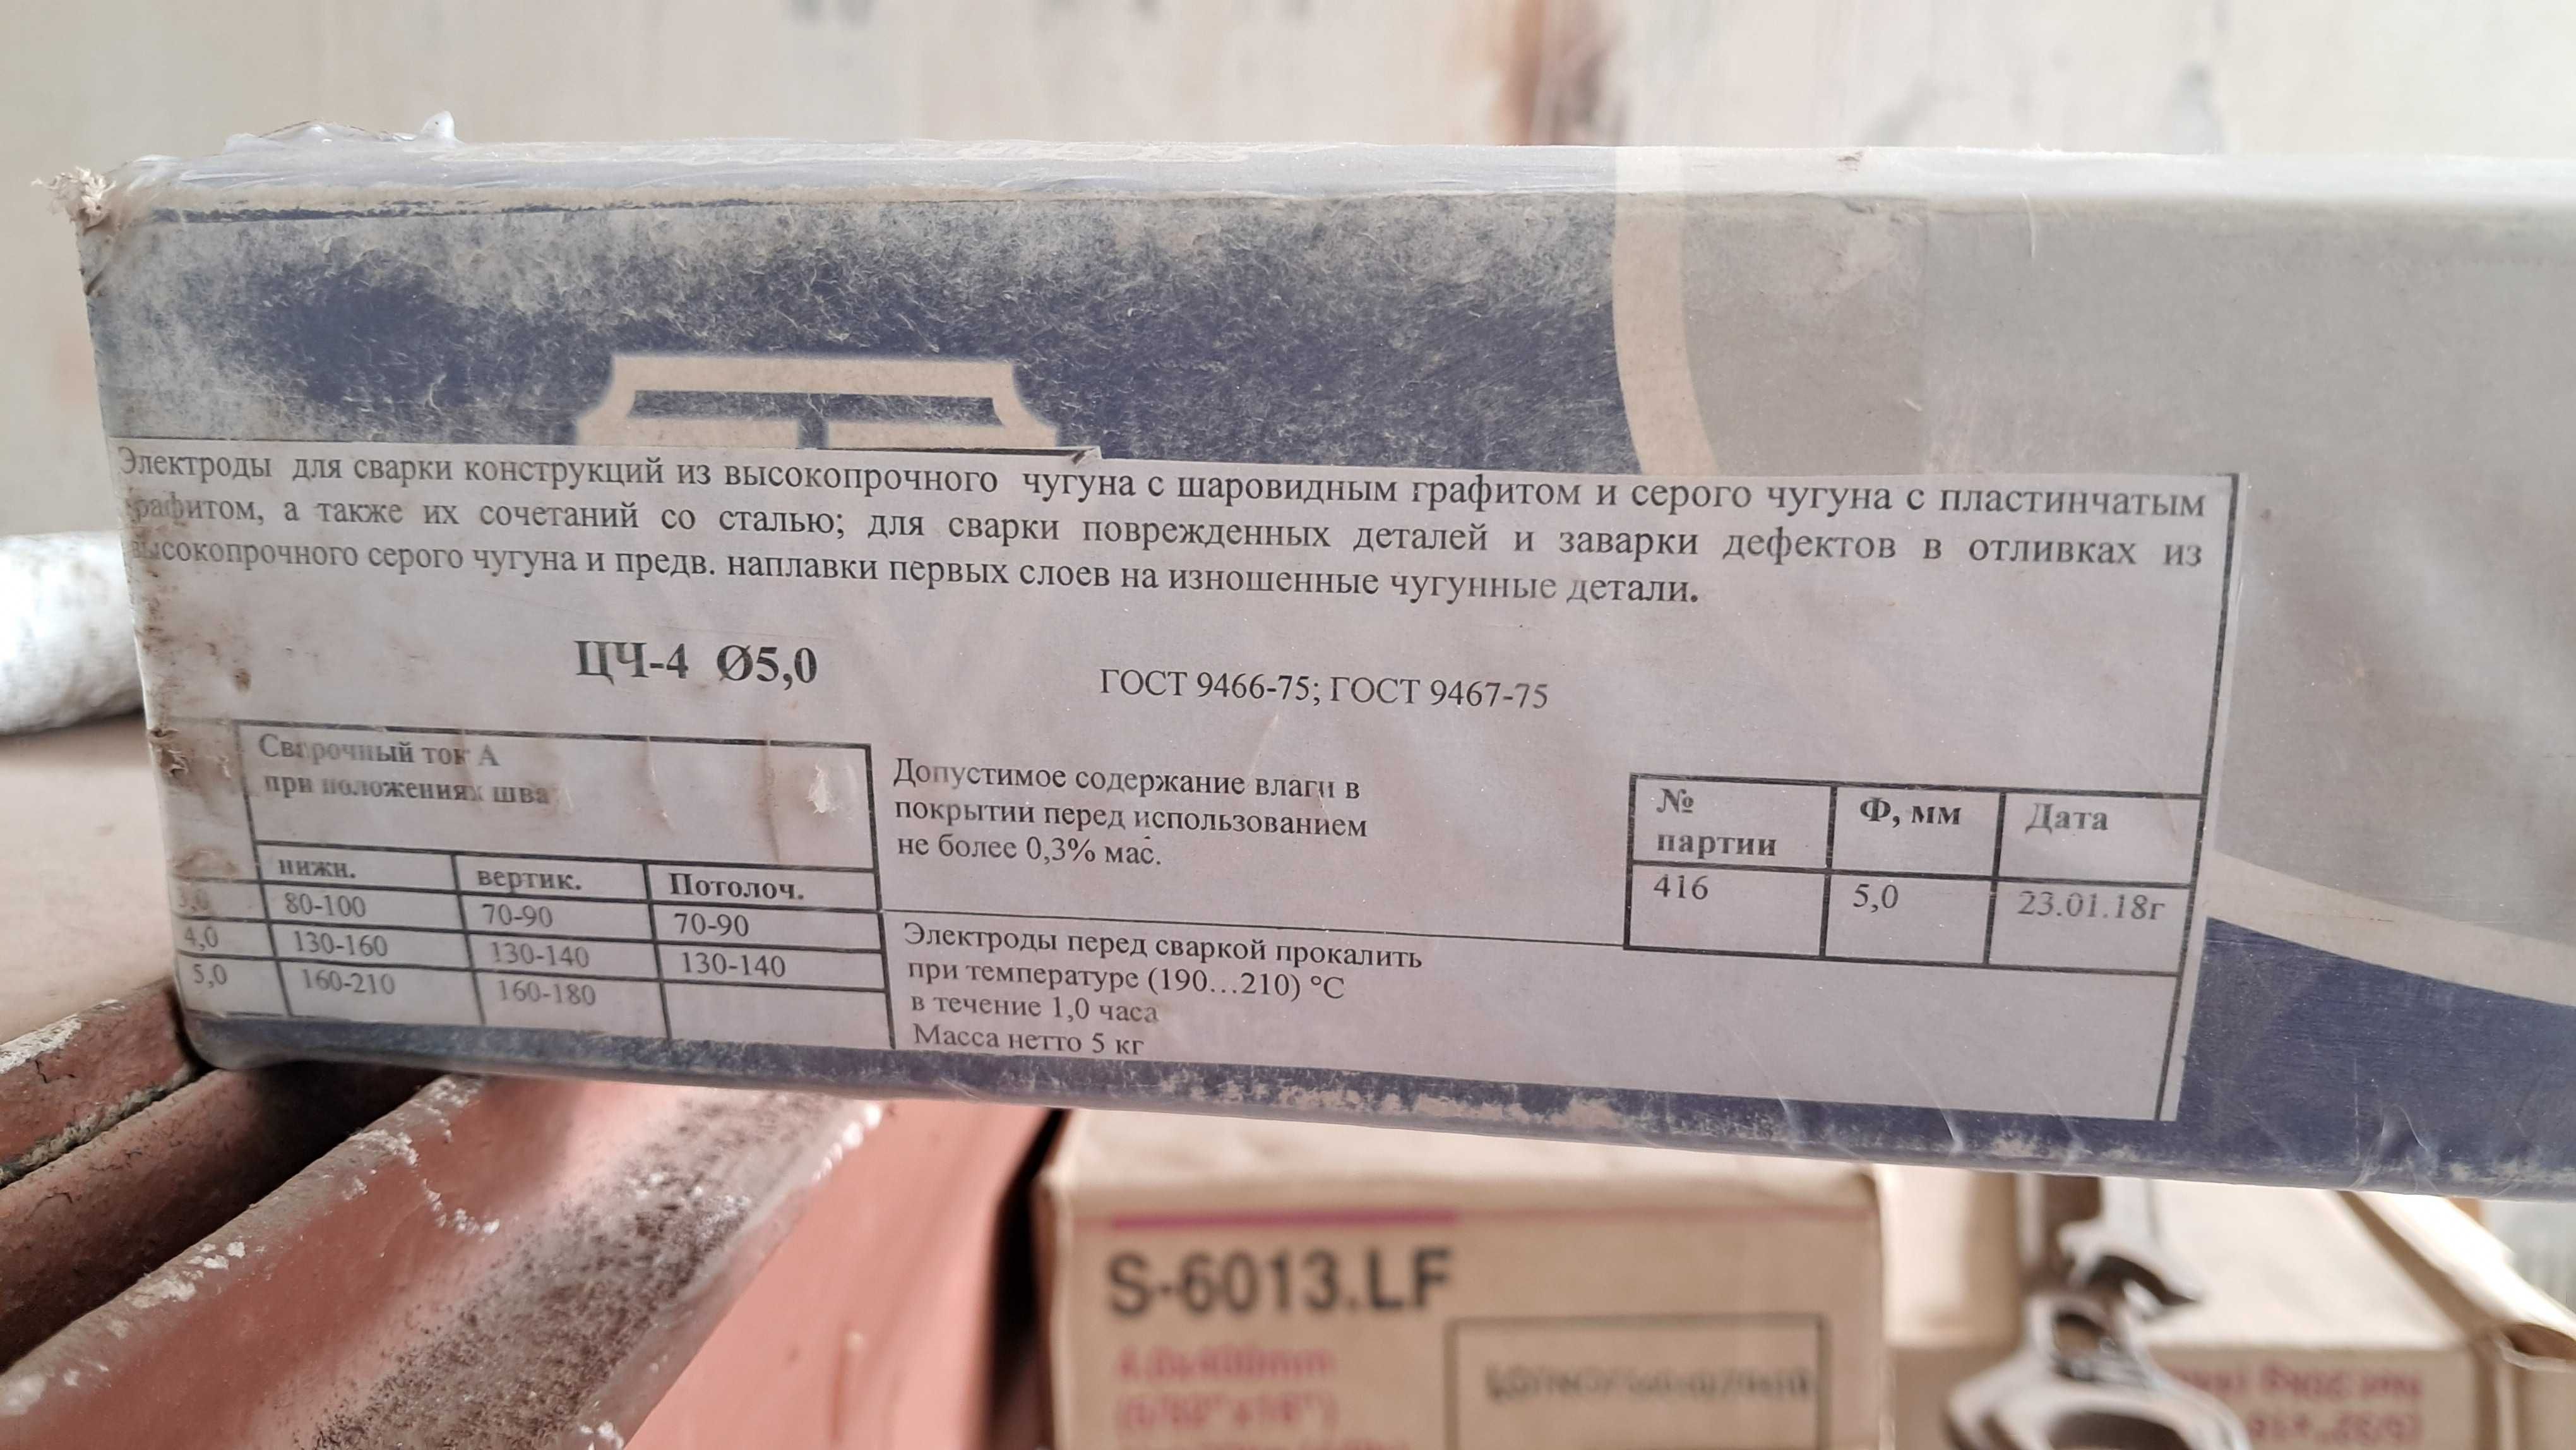 Электроды для сварки конструкций из высокопрочного чугуна с шаровидным графитом и серого чугуна с пластинчатым
графитом, а также их сочетаний со сталью; для сварки поврежденных деталей и заварки дефектов в отливках из
высокопрочного серого чугуна и предв. наплавки первых слоев на изношенные чугунные детали.
ЦЧ-4 Ø5,0
ГОСТ 9466-75; ГОСТ 9467-75
Сварочный ток А
при положениях шва
нижн. вертик. Потолоч.
3,0 80-100 70-90 70-90
4,0 130-160 130-140 130-140
5,0 160-210 160-180
Допустимое содержание влаги в
покрытии перед использованием
не более 0,3% мас.
Электроды перед сваркой прокалить
при температуре (190...210) °С
в течение 1,0 часа
Масса нетто 5 кг
№ партии Ф, мм Дата
416 5,0 23.01.18г
S-6013.LF
4.0x400mm